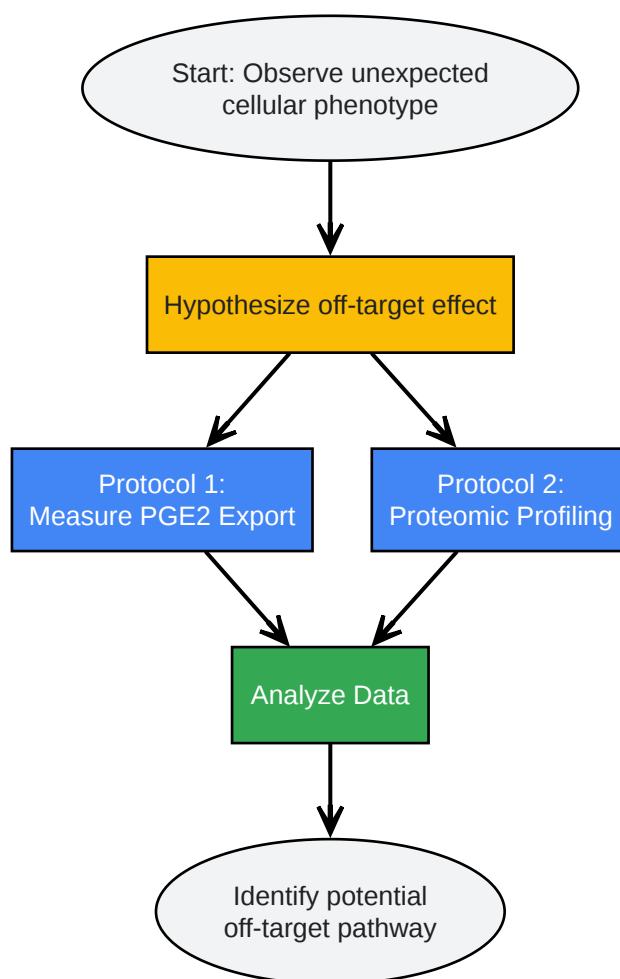 Start: Observe unexpected
cellular phenotype
Hypothesize off-target effect
Protocol 1:
Measure PGE2 Export
Protocol 2:
Proteomic Profiling
Analyze Data
Identify potential
off-target pathway